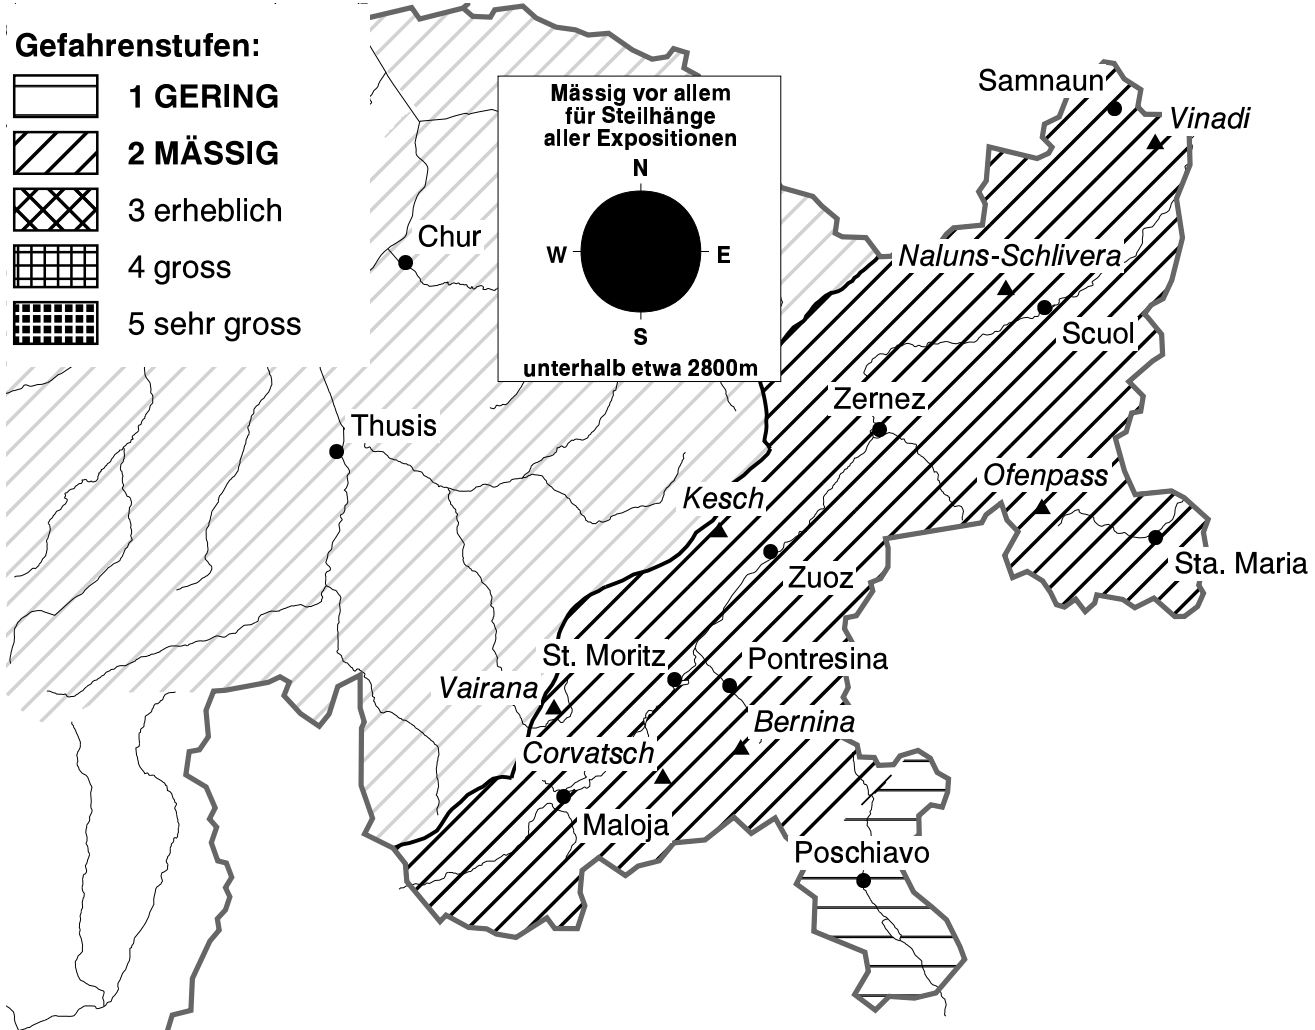 Gefahrenstufen:
1 GERING
2 MÄSSIG
3 erheblich
4 gross
5 sehr gross
Mässig vor allem
für Steilhänge
aller Expositionen
N
W
E
S
unterhalb etwa 2800m
Samnaun
Vinadi
Chur
Naluns-Schlivera
Scuol
Zernez
Thusis
Ofenpass
Kesch
Sta. Maria
Zuoz
St. Moritz
Pontresina
Vairana
Bernina
Corvatsch
Maloja
Poschiavo